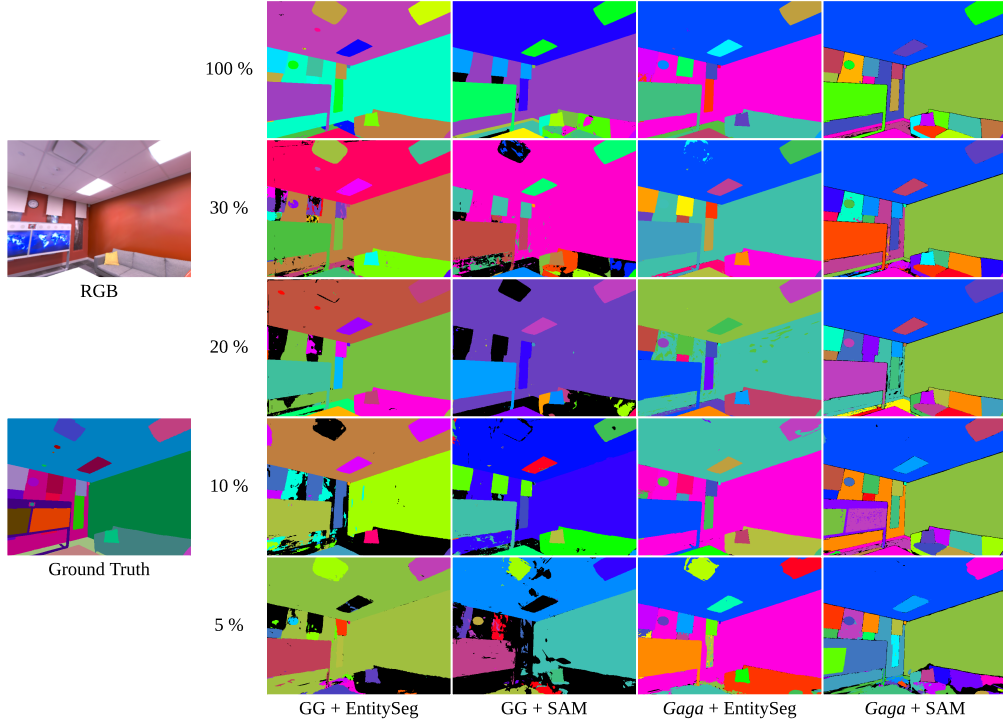 100 %
30 %
RGB
20 %
10 %
Ground Truth
5 %
GG + EntitySeg
GG + SAM
Gaga + EntitySeg
Gaga + SAM